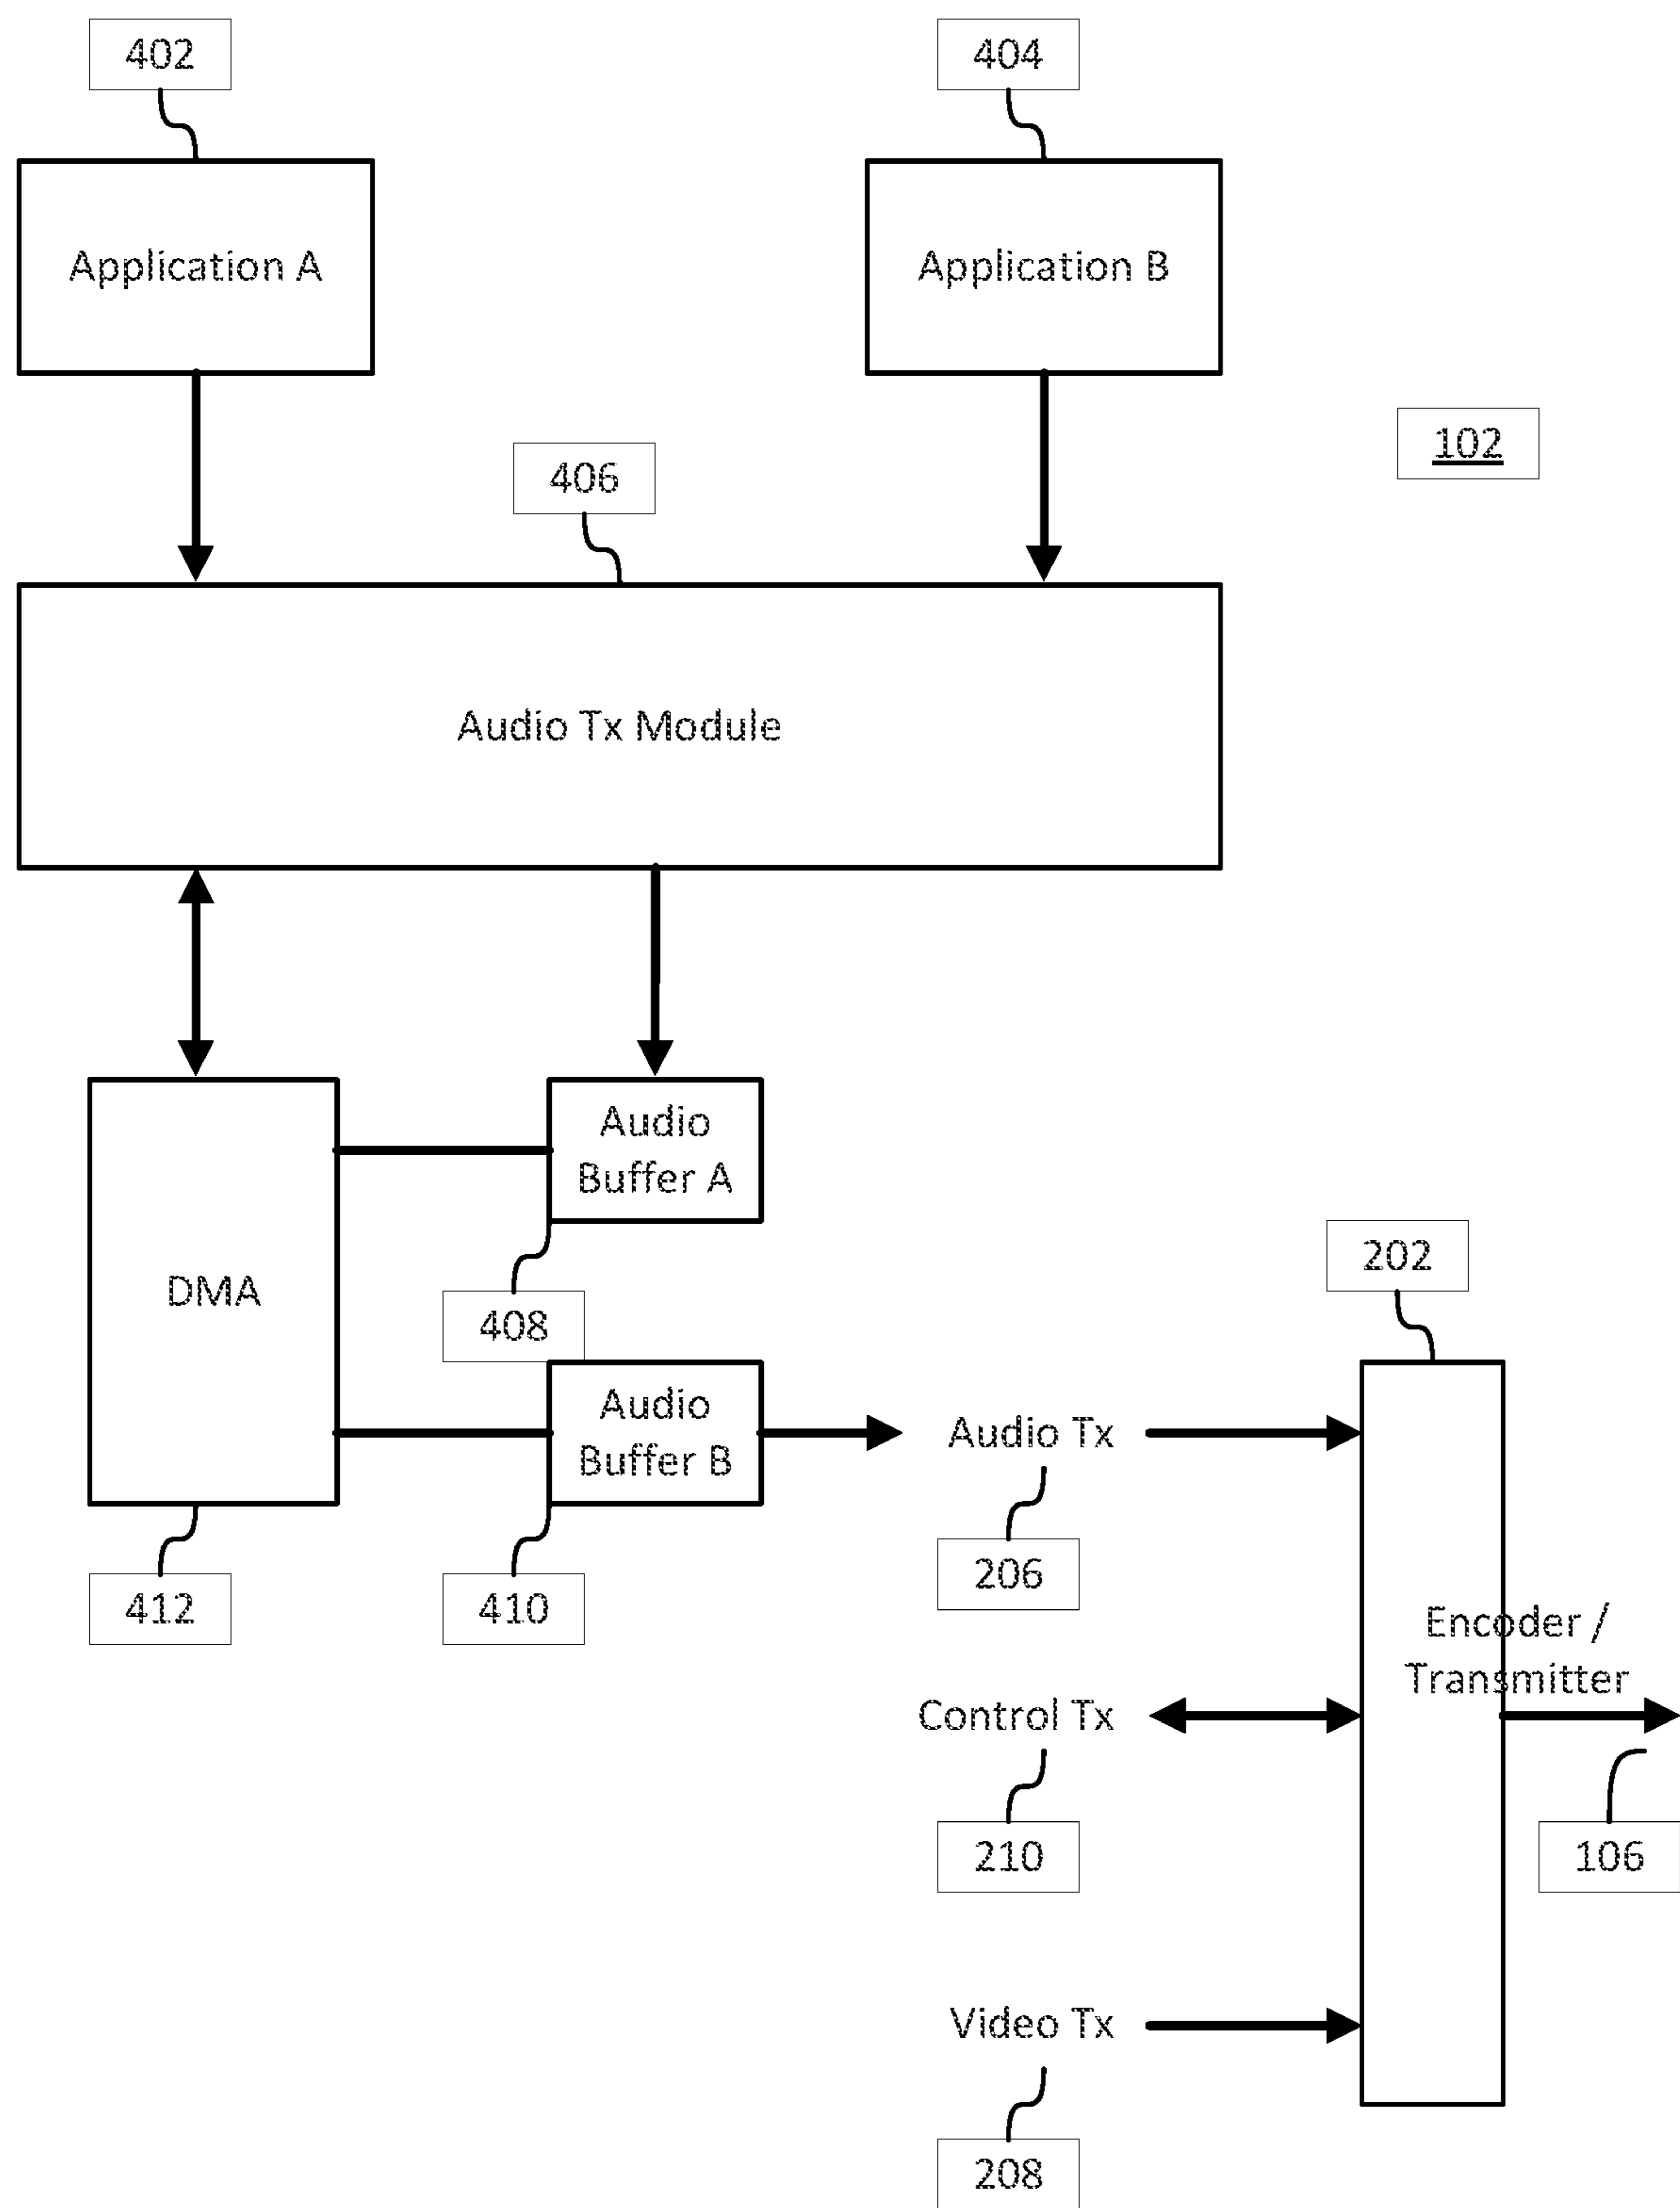 402
404
Application A
Application B
102
406
Audio Tx Module
Audio
Buffer A
DMA
202
408
Audio
Buffer B
Audio Tx
206
412
410
Encoder /
Transmitter
Control Tx
210
106
Video Tx
208